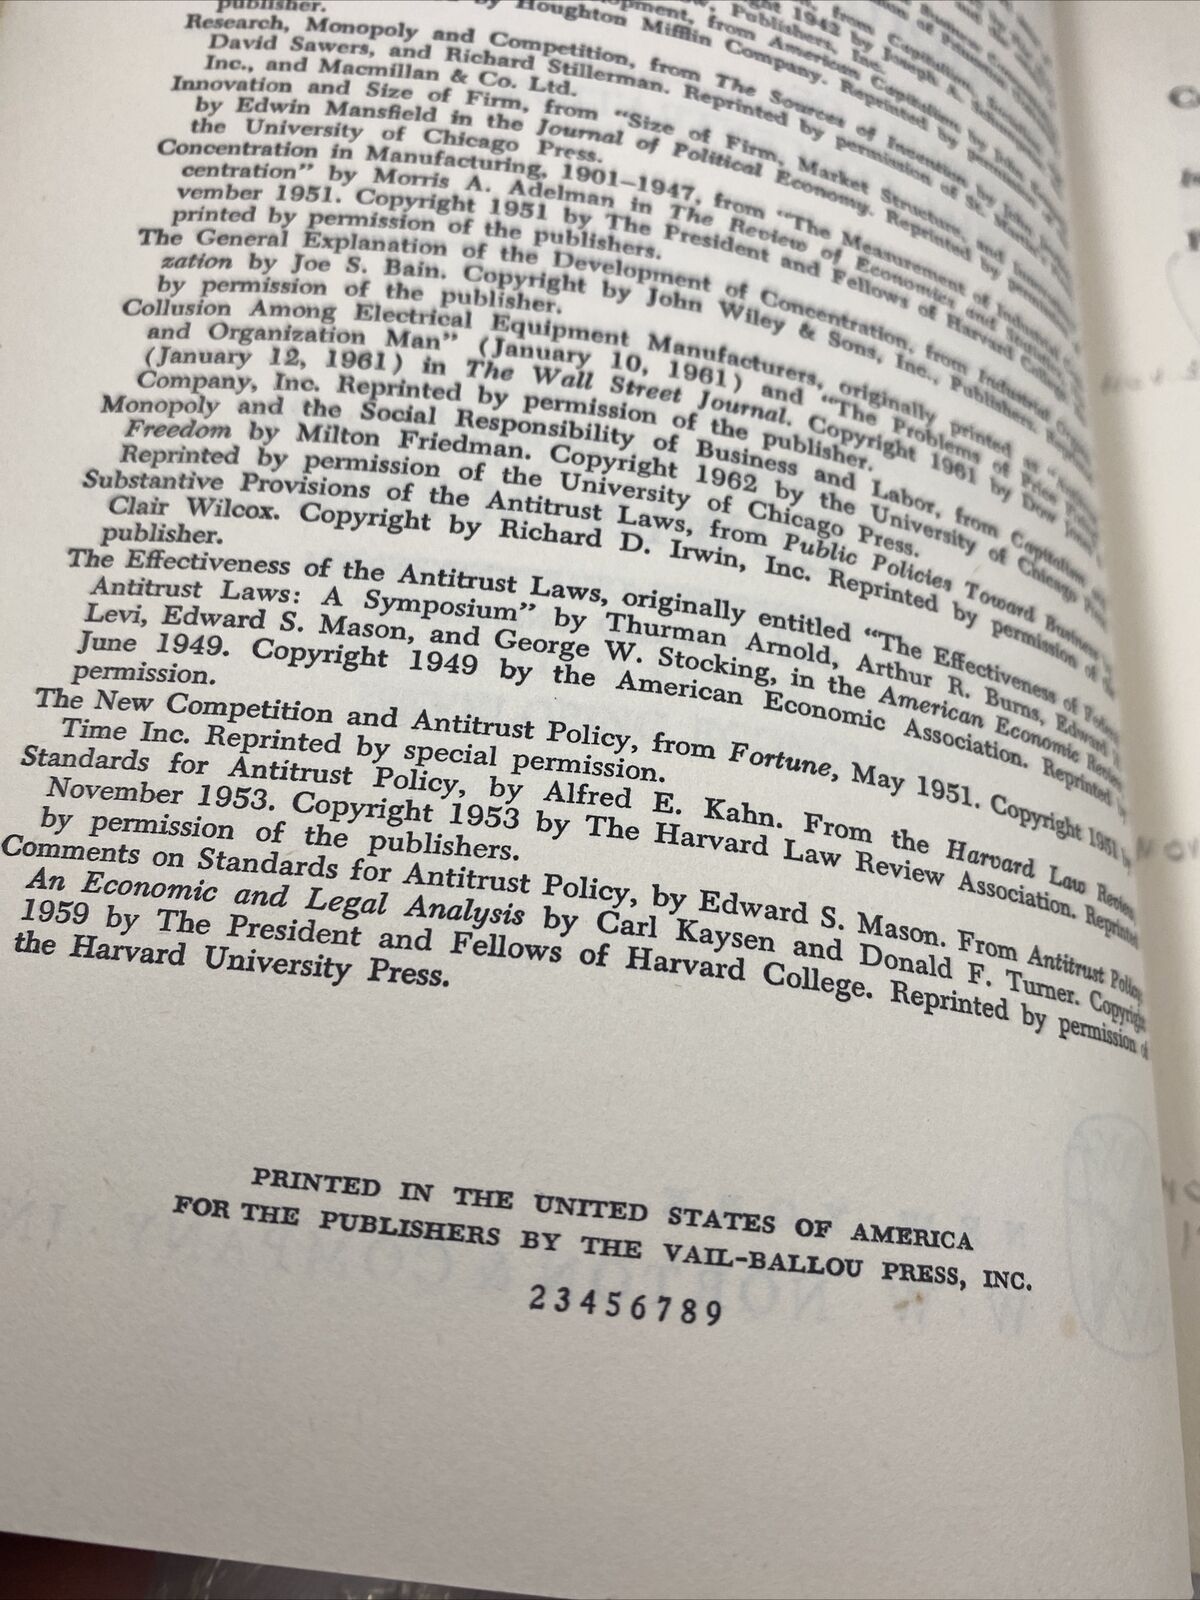 publisher.
by Houghton Mifflin Company. Reprinted
Research, Monopoly and Competition, from The Sources of Invention by John
David Sawers, and Richard Stillerman. Reprinted by permission of St. Martin's
Inc., and Macmillan & Co. Ltd.
Innovation and Size of Firm, from "Size of Firm, Market Structure, and
by Edwin Mansfield in the Journal of Political Economy. Reprinted by
the University of Chicago Press.
Concentration in Manufacturing, 1901–1947, from "The Measurement of Industrial
centration" by Morris A. Adelman in The Review of Economics and
vember 1951. Copyright 1951 by The President and Fellows of Harvard College.
printed by permission of the publishers.
The General Explanation of the Development of Concentration, from Industrial
zation by Joe S. Bain. Copyright by John Wiley & Sons, Inc., Publishers.
by permission of the publisher.
Collusion Among Electrical Equipment Manufacturers, originally printed as
and Organization Man" (January 10, 1961) and "The Problems of Price
(January 12, 1961) in The Wall Street Journal. Copyright 1961 by Dow Jones &
Company, Inc. Reprinted by permission of the publisher.
Monopoly and the Social Responsibility of Business and Labor, from Capitalism and
Freedom by Milton Friedman. Copyright 1962 by the University of Chicago
Reprinted by permission of the University of Chicago Press.
Substantive Provisions of the Antitrust Laws, from Public Policies Toward Business
Clair Wilcox. Copyright by Richard D. Irwin, Inc. Reprinted by permission of the
publisher.
The Effectiveness of the Antitrust Laws, originally entitled "The Effectiveness of
Antitrust Laws: A Symposium" by Thurman Arnold, Arthur R. Burns, Edward H.
Levi, Edward S. Mason, and George W. Stocking, in the American Economic Review,
June 1949. Copyright 1949 by the American Economic Association. Reprinted by
permission.
The New Competition and Antitrust Policy, from Fortune, May 1951. Copyright 1951 by
Time Inc. Reprinted by special permission.
Standards for Antitrust Policy, by Alfred E. Kahn. From the Harvard Law Review,
November 1953. Copyright 1953 by The Harvard Law Review Association. Reprinted
by permission of the publishers.
Comments on Standards for Antitrust Policy, by Edward S. Mason. From Antitrust Policy:
An Economic and Legal Analysis by Carl Kaysen and Donald F. Turner. Copyright
1959 by The President and Fellows of Harvard College. Reprinted by permission of
the Harvard University Press.
PRINTED IN THE UNITED STATES OF AMERICA
FOR THE PUBLISHERS BY THE VAIL-BALLOU PRESS, INC.
2 3 4 5 6 7 8 9